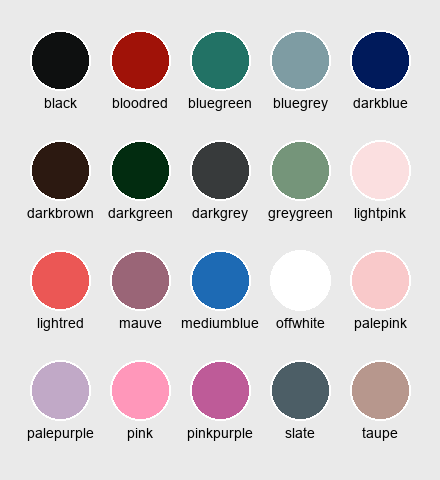 black bloodred bluegreen bluegrey darkblue
darkbrown darkgreen darkgrey greygreen lightpink
lightred mauve mediumblue offwhite palepink
palepurple pink pinkpurple slate taupe